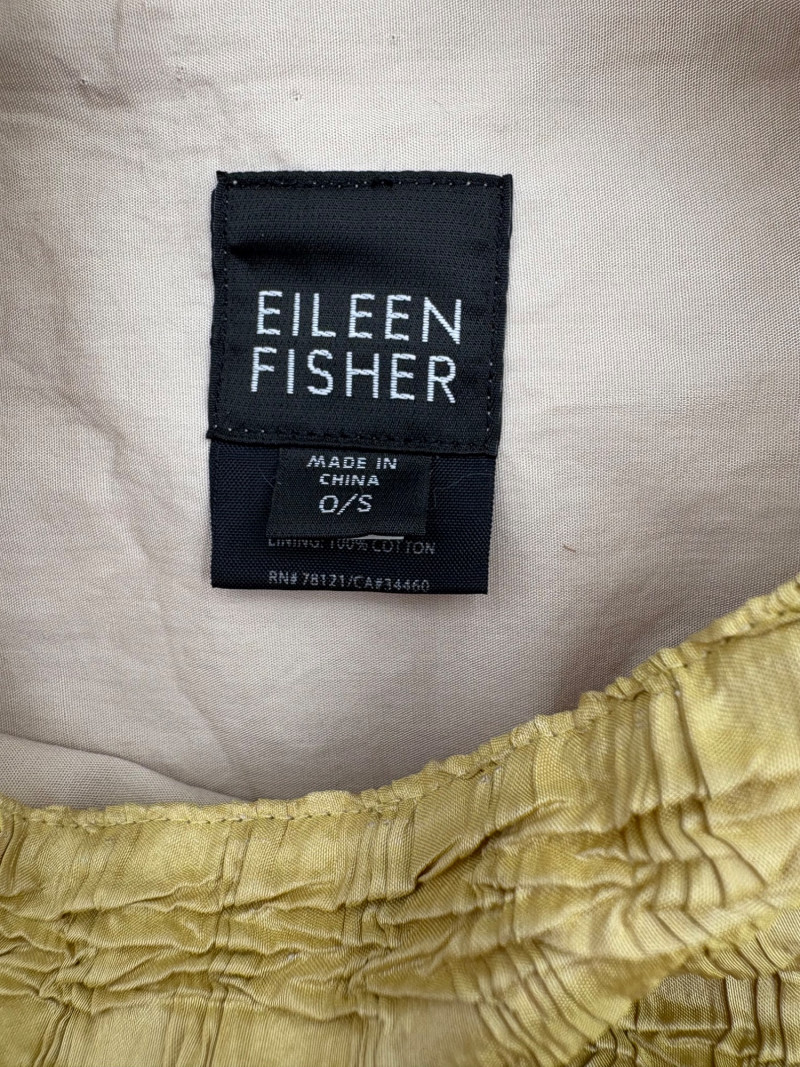 EILEEN
FISHER
MADE IN
CHINA
O/S
LINING: 100% COTTON
RN# 78121/CA#34460